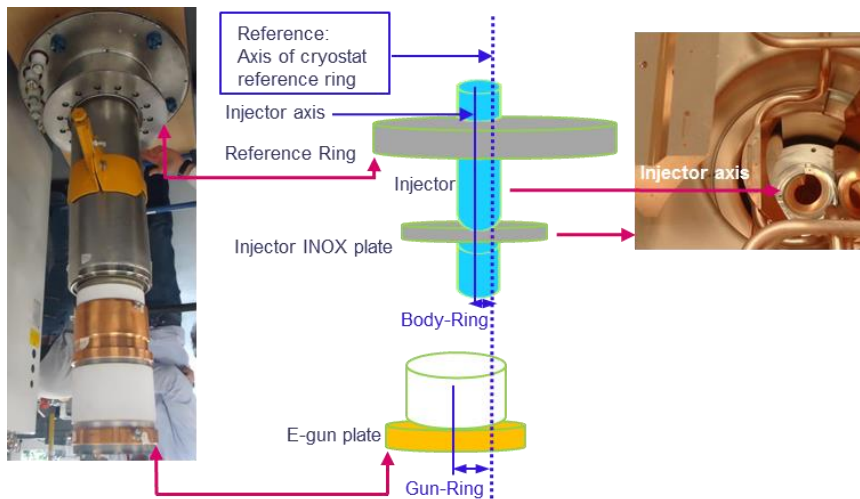 Reference:
Axis of cryostat
reference ring
Injector axis
Reference Ring
Injector
Injector axis
Injector INOX plate
Body-Ring
E-gun plate
Gun-Ring